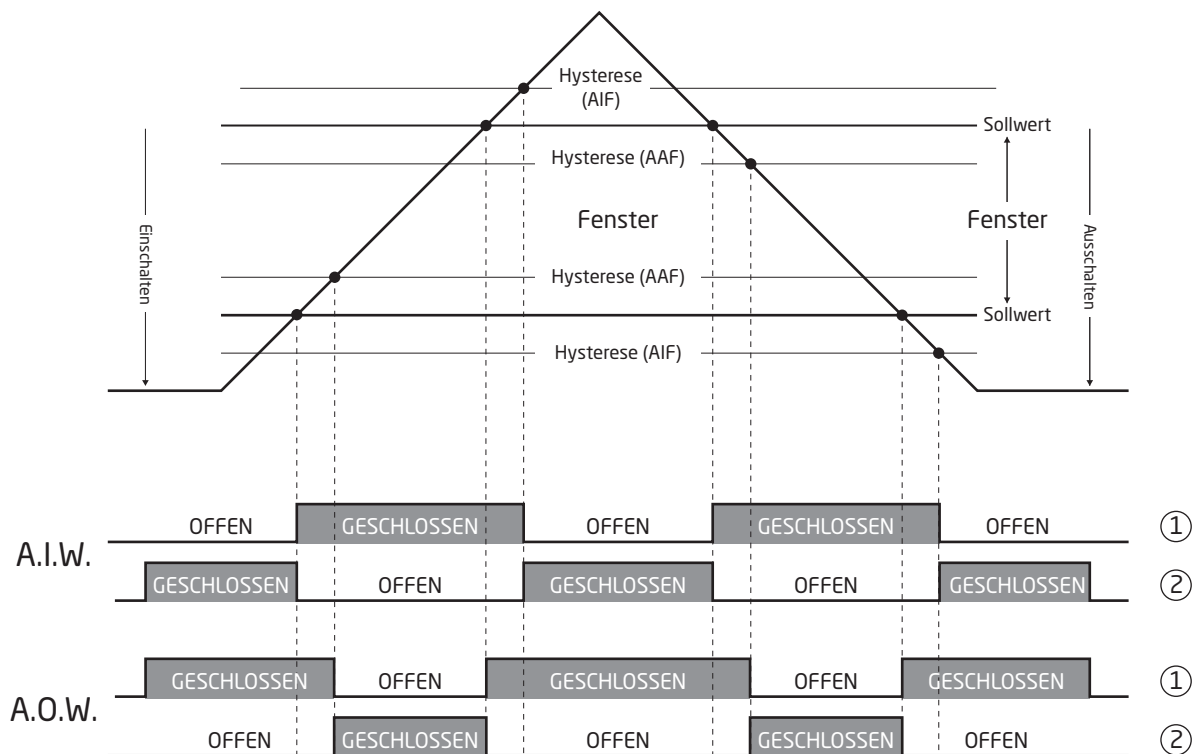 Hysterese
(AIF)
Sollwert
Hysterese (AAF)
Einschalten
Fenster
Fenster
Ausschalten
Hysterese (AAF)
Sollwert
Hysterese (AIF)
A.I.W.
OFFEN GESCHLOSSEN OFFEN GESCHLOSSEN OFFEN 1
GESCHLOSSEN OFFEN GESCHLOSSEN OFFEN GESCHLOSSEN 2
A.O.W.
GESCHLOSSEN OFFEN GESCHLOSSEN OFFEN GESCHLOSSEN 1
OFFEN GESCHLOSSEN OFFEN GESCHLOSSEN OFFEN 2